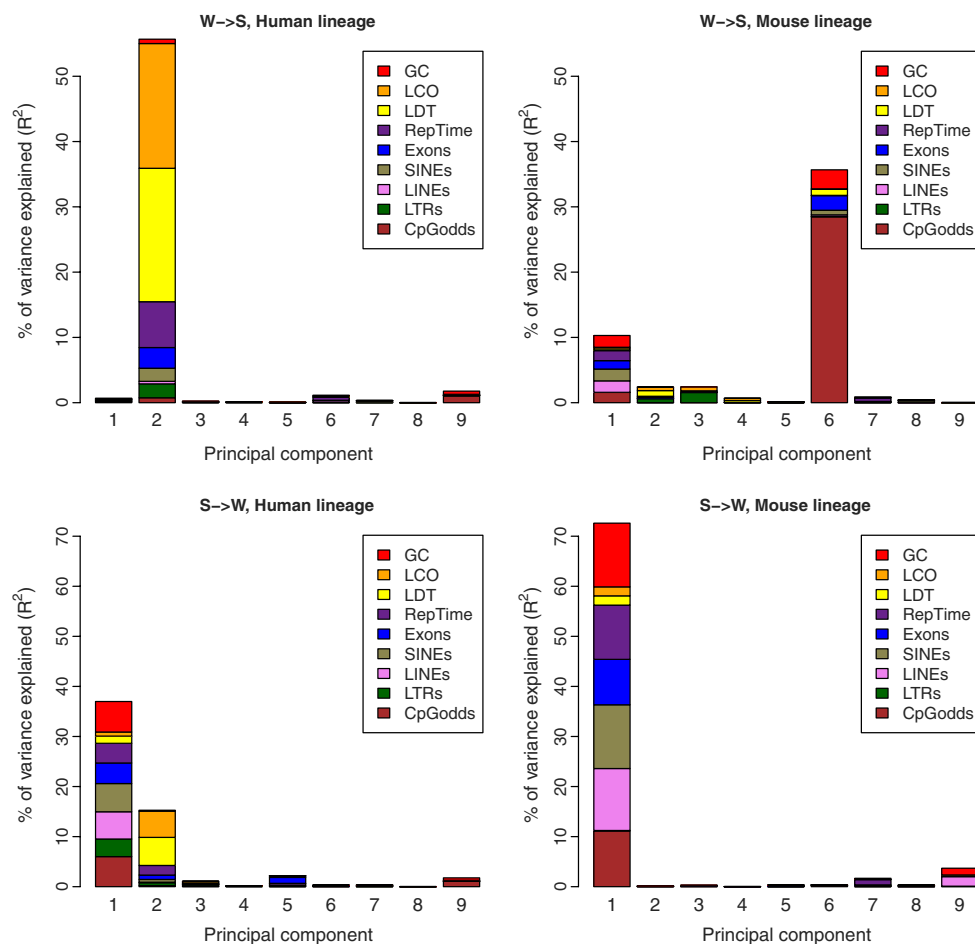 W->S, Human lineage
% of variance explained (R²)
50
40
30
20
10
0
GC
LCO
LDT
RepTime
Exons
SINEs
LINEs
LTRs
CpGodds
1 2 3 4 5 6 7 8 9
Principal component
W->S, Mouse lineage
% of variance explained (R²)
50
40
30
20
10
0
GC
LCO
LDT
RepTime
Exons
SINEs
LINEs
LTRs
CpGodds
1 2 3 4 5 6 7 8 9
Principal component
S->W, Human lineage
% of variance explained (R²)
70
60
50
40
30
20
10
0
GC
LCO
LDT
RepTime
Exons
SINEs
LINEs
LTRs
CpGodds
1 2 3 4 5 6 7 8 9
Principal component
S->W, Mouse lineage
% of variance explained (R²)
70
60
50
40
30
20
10
0
GC
LCO
LDT
RepTime
Exons
SINEs
LINEs
LTRs
CpGodds
1 2 3 4 5 6 7 8 9
Principal component